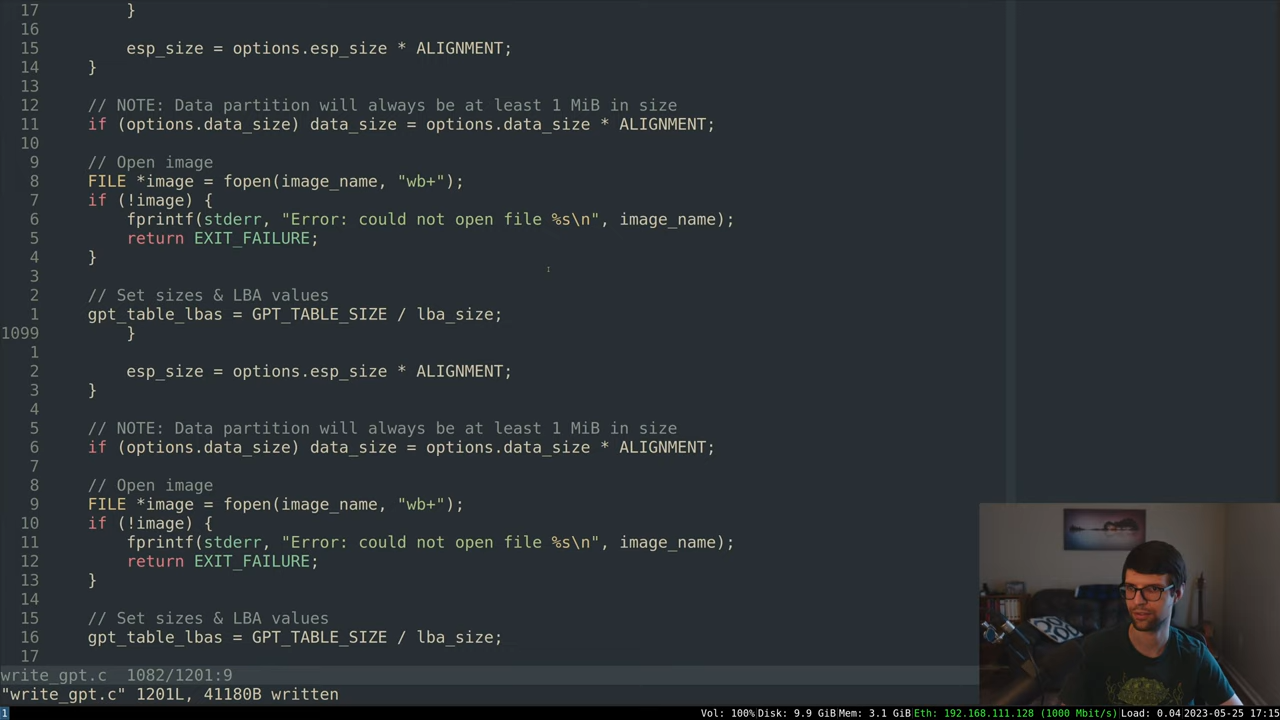 17         }
16
15         esp_size = options.esp_size * ALIGNMENT;
14     }
13
12     // NOTE: Data partition will always be at least 1 MiB in size
11     if (options.data_size) data_size = options.data_size * ALIGNMENT;
10
9     // Open image
8     FILE *image = fopen(image_name, "wb+");
7     if (!image) {
6         fprintf(stderr, "Error: could not open file %s\n", image_name);
5         return EXIT_FAILURE;
4     }
3
2     // Set sizes & LBA values
1     gpt_table_lbas = GPT_TABLE_SIZE / lba_size;
1099         }
1
2         esp_size = options.esp_size * ALIGNMENT;
3     }
4
5     // NOTE: Data partition will always be at least 1 MiB in size
6     if (options.data_size) data_size = options.data_size * ALIGNMENT;
7
8     // Open image
9     FILE *image = fopen(image_name, "wb+");
10     if (!image) {
11         fprintf(stderr, "Error: could not open file %s\n", image_name);
12         return EXIT_FAILURE;
13     }
14
15     // Set sizes & LBA values
16     gpt_table_lbas = GPT_TABLE_SIZE / lba_size;
17
write_gpt.c  1082/1201:9
"write_gpt.c" 1201L, 41180B written
1 Vol: 100% Disk: 9.9 GiB Mem: 3.1 GiB Eth: 192.168.111.128 (1000 Mbit/s) Load: 0.04 2023-05-25 17:15